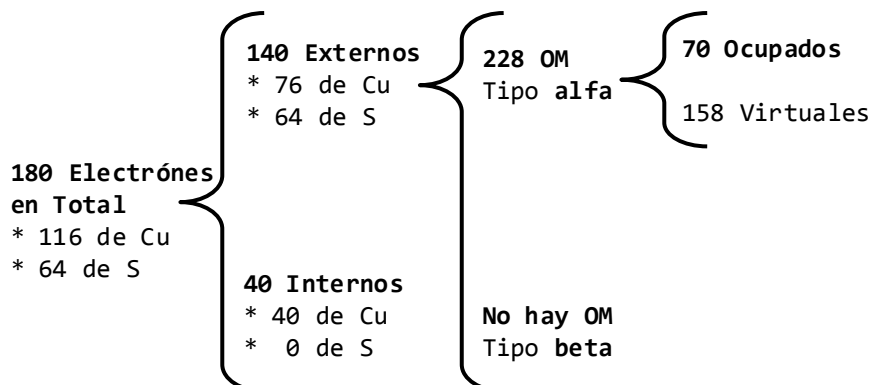 180 Electrónes
en Total
* 116 de Cu
* 64 de S
140 Externos
* 76 de Cu
* 64 de S
40 Internos
* 40 de Cu
* 0 de S
228 OM
Tipo alfa
No hay OM
Tipo beta
70 Ocupados
158 Virtuales